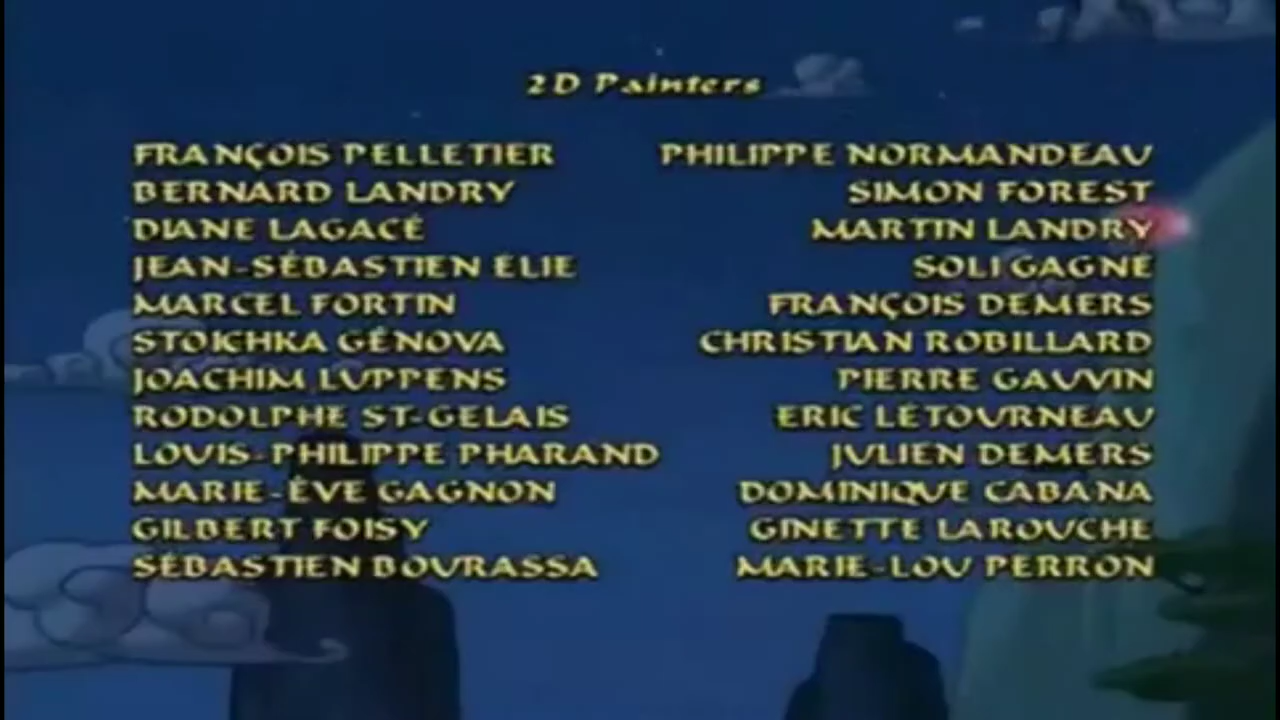 2D Painters
FRANÇOIS PELLETIER PHILIPPE NORMANDEAU
BERNARD LANDRY SIMON FOREST
DIANE LAGACÉ MARTIN LANDRY
JEAN-SÉBASTIEN ÉLIE SOLI GAGNÉ
MARCEL FORTIN FRANÇOIS DEMERS
STOICHKA GÉNOVA CHRISTIAN ROBILLARD
JOACHIM LUPPENS PIERRE GAUVIN
RODOLPHE ST-GELAIS ERIC LÉTOURNEAU
LOUIS-PHILIPPE PHARAND JULIEN DEMERS
MARIE-ÈVE GAGNON DOMINIQUE CABANA
GILBERT FOISY GINETTE LAROUCHE
SÉBASTIEN BOURASSA MARIE-LOU PERRON